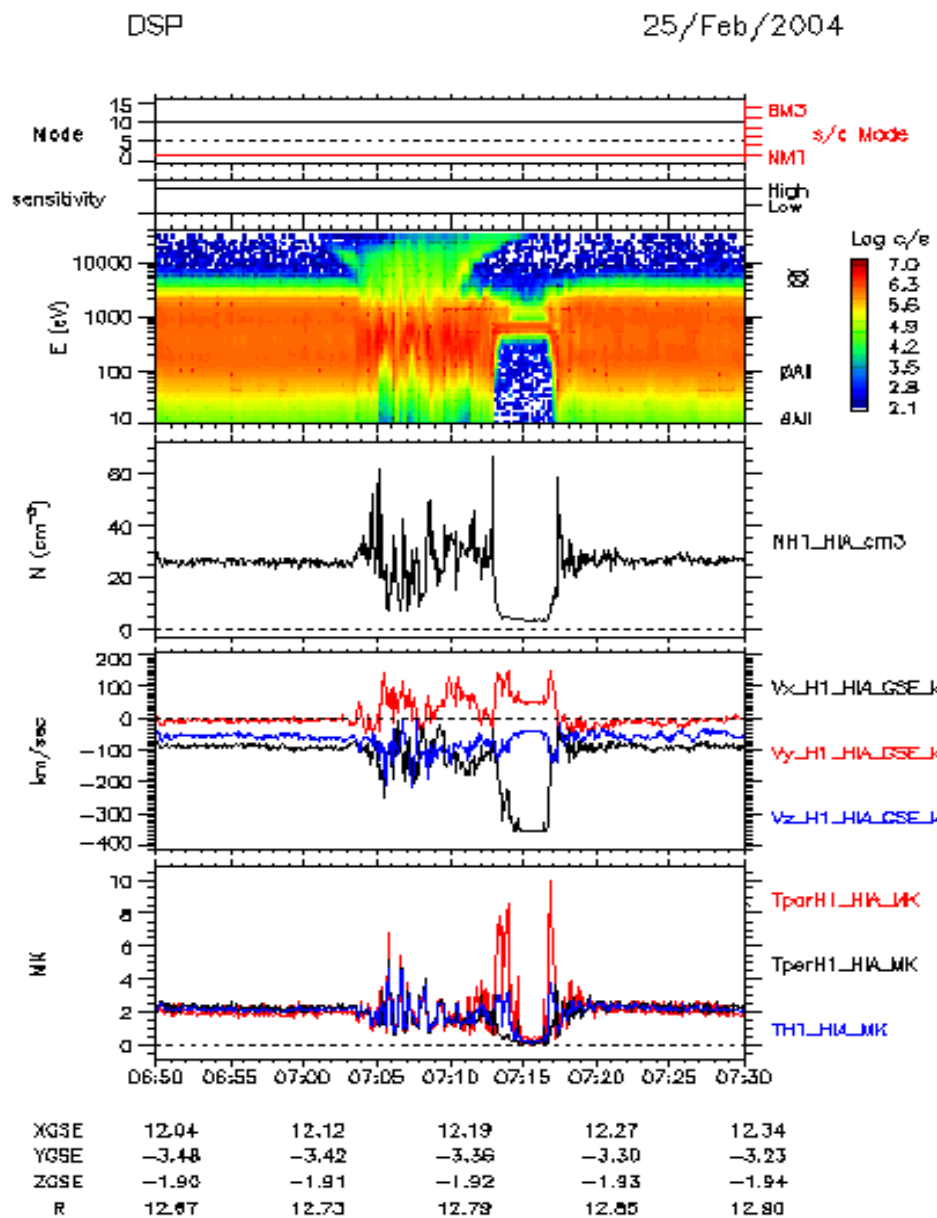 DSP 25/Feb/2004
Mode 15 10 5 0 BM3 NM1 s/c Mode
sensitivity High Low
E [eV] 10000 1000 100 10
Log c/e
7.0
6.3
5.6
4.9
4.2
3.5
2.8
2.1
N (cm⁻³) 60 40 20 0 NH1_HIA_cm3
km/sec 200 100 0 -100 -200 -300 -400
Vx_H1_HIA_GSE_k
Vy_H1_HIA_GSE_k
Vz_H1_HIA_GSE_k
MK 10 8 6 4 2 0
TparH1_HIA_MK
TperH1_HIA_MK
TH1_HIA_MK
06:50 06:55 07:00 07:05 07:10 07:15 07:20 07:25 07:30
XGSE 12.04 12.12 12.19 12.27 12.34
YGSE -3.48 -3.42 -3.36 -3.30 -3.23
ZGSE -1.90 -1.91 -1.92 -1.93 -1.94
R 12.67 12.73 12.79 12.85 12.90